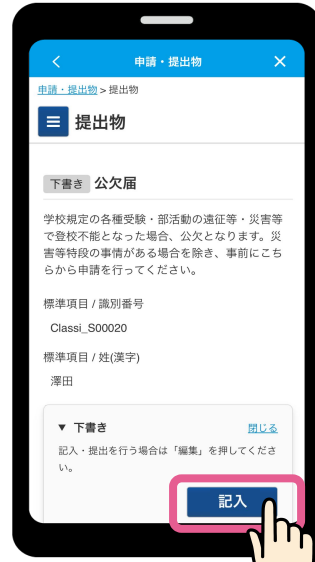 申請・提出物
申請・提出物 > 提出物
提出物
下書き 公欠届
学校規定の各種受験・部活動の遠征等・災害等
で登校不能となった場合、公欠となります。災
害等特段の事情がある場合を除き、事前にこち
らから申請を行ってください。
標準項目 / 識別番号
Classi_S00020
標準項目 / 姓(漢字)
澤田
▼ 下書き 閉じる
記入・提出を行う場合は「編集」を押してくださ
い。
記入